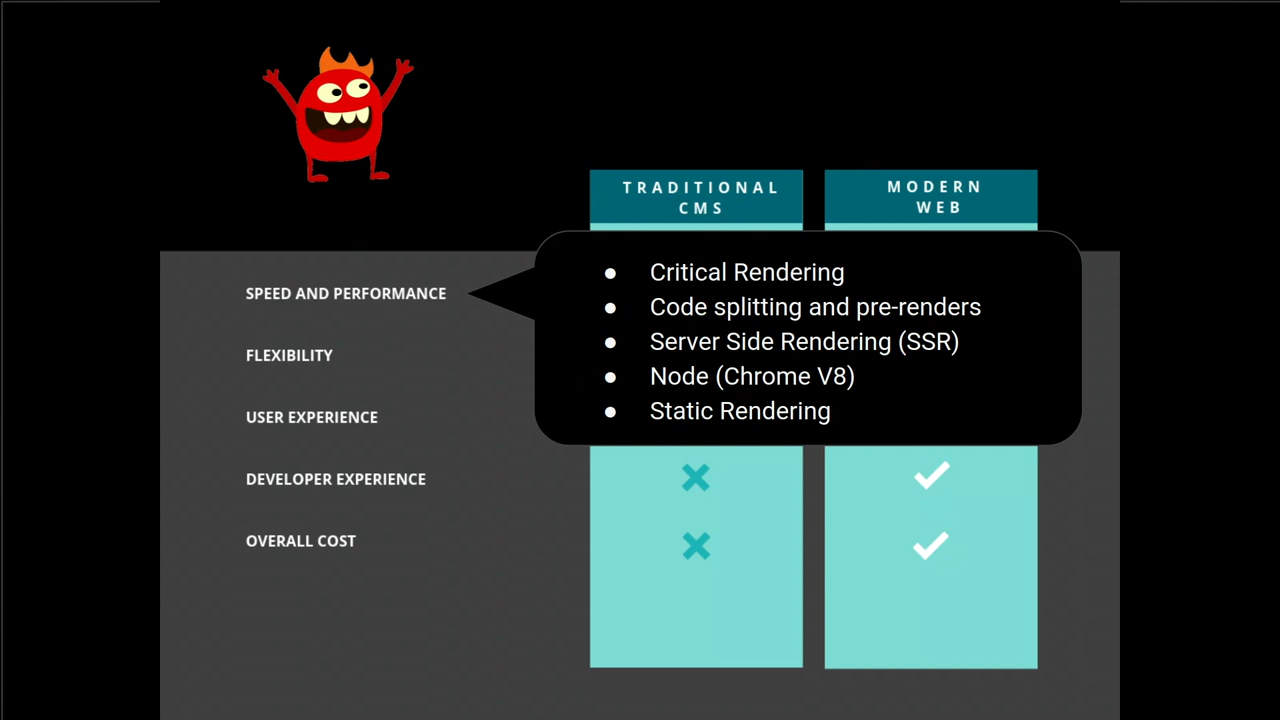 TRADITIONAL
CMS
MODERN
WEB
SPEED AND PERFORMANCE
● Critical Rendering
● Code splitting and pre-renders
● Server Side Rendering (SSR)
● Node (Chrome V8)
● Static Rendering
FLEXIBILITY
USER EXPERIENCE
DEVELOPER EXPERIENCE
OVERALL COST